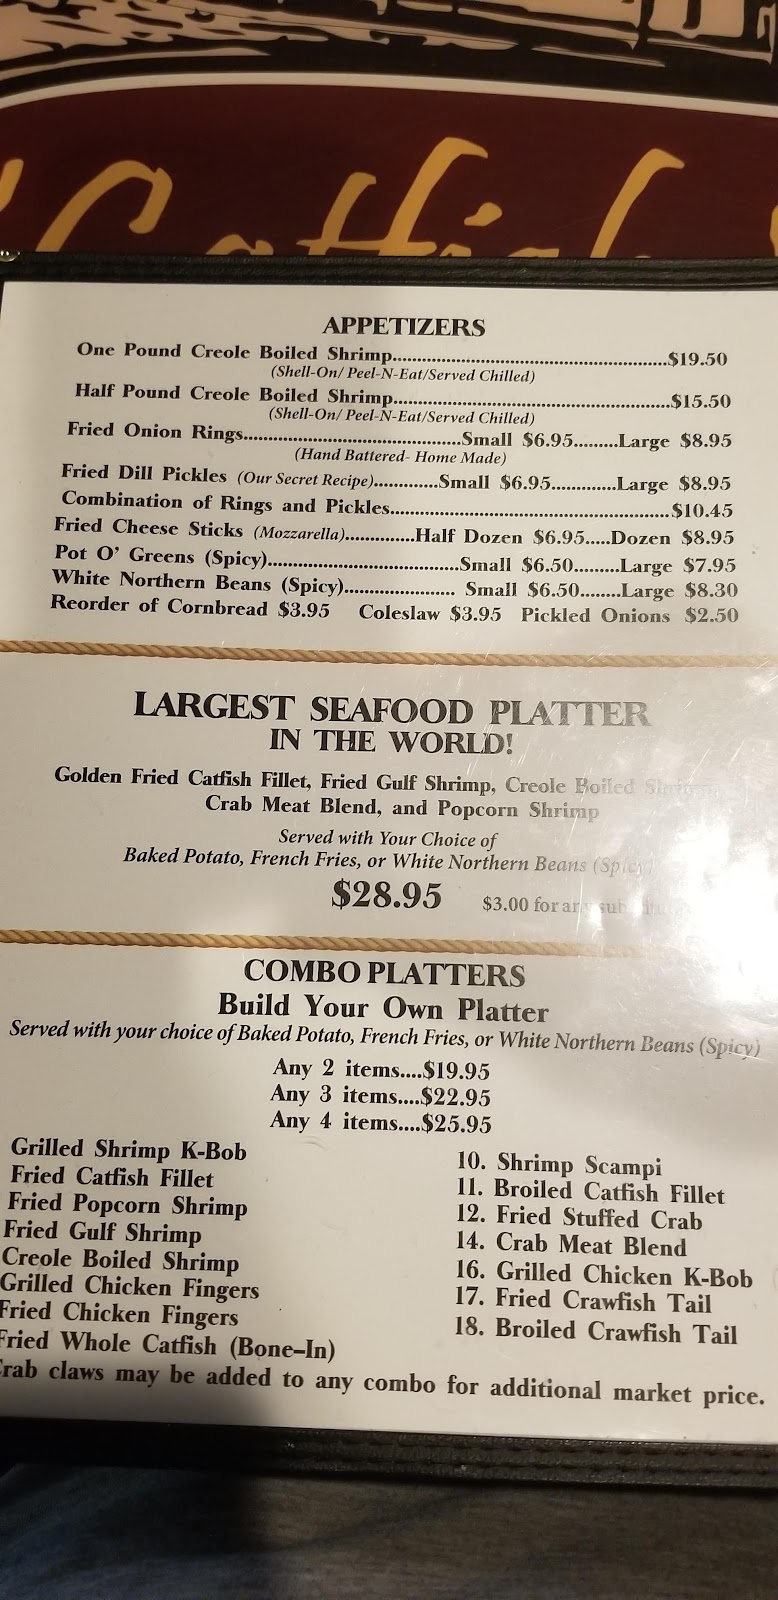 Catfish
APPETIZERS
One Pound Creole Boiled Shrimp..................$19.50
(Shell-On/ Peel-N-Eat/Served Chilled)
Half Pound Creole Boiled Shrimp..................$15.50
(Shell-On/ Peel-N-Eat/Served Chilled)
Fried Onion Rings..................Small $6.95.........Large $8.95
(Hand Battered- Home Made)
Fried Dill Pickles (Our Secret Recipe).............Small $6.95.............Large $8.95
Combination of Rings and Pickles..................$10.45
Fried Cheese Sticks (Mozzarella)..............Half Dozen $6.95.....Dozen $8.95
Pot O' Greens (Spicy)..................Small $6.50.........Large $7.95
White Northern Beans (Spicy)....................... Small $6.50........Large $8.30
Reorder of Cornbread $3.95 Coleslaw $3.95 Pickled Onions $2.50
LARGEST SEAFOOD PLATTER
IN THE WORLD!
Golden Fried Catfish Fillet, Fried Gulf Shrimp, Creole Boiled Shrimp
Crab Meat Blend, and Popcorn Shrimp
Served with Your Choice of
Baked Potato, French Fries, or White Northern Beans (Spicy)
$28.95 $3.00 for any
COMBO PLATTERS
Build Your Own Platter
Served with your choice of Baked Potato, French Fries, or White Northern Beans (Spicy)
Any 2 items....$19.95
Any 3 items....$22.95
Any 4 items....$25.95
Grilled Shrimp K-Bob
Fried Catfish Fillet
Fried Popcorn Shrimp
Fried Gulf Shrimp
Creole Boiled Shrimp
Grilled Chicken Fingers
Fried Chicken Fingers
Fried Whole Catfish (Bone-In)
10. Shrimp Scampi
11. Broiled Catfish Fillet
12. Fried Stuffed Crab
14. Crab Meat Blend
16. Grilled Chicken K-Bob
17. Fried Crawfish Tail
18. Broiled Crawfish Tail
Crab claws may be added to any combo for additional market price.